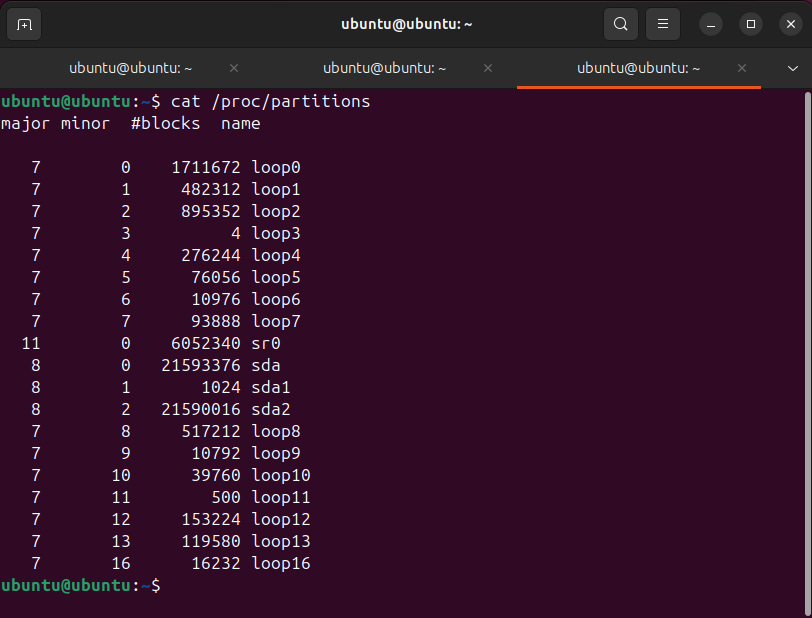 ubuntu@ubuntu: ~
ubuntu@ubuntu: ~ ubuntu@ubuntu: ~ ubuntu@ubuntu: ~
ubuntu@ubuntu:~$ cat /proc/partitions
major minor  #blocks  name

   7        0    1711672 loop0
   7        1     482312 loop1
   7        2     895352 loop2
   7        3          4 loop3
   7        4     276244 loop4
   7        5      76056 loop5
   7        6      10976 loop6
   7        7      93888 loop7
  11        0    6052340 sr0
   8        0   21593376 sda
   8        1       1024 sda1
   8        2   21590016 sda2
   7        8     517212 loop8
   7        9      10792 loop9
   7       10      39760 loop10
   7       11        500 loop11
   7       12     153224 loop12
   7       13     119580 loop13
   7       16      16232 loop16
ubuntu@ubuntu:~$